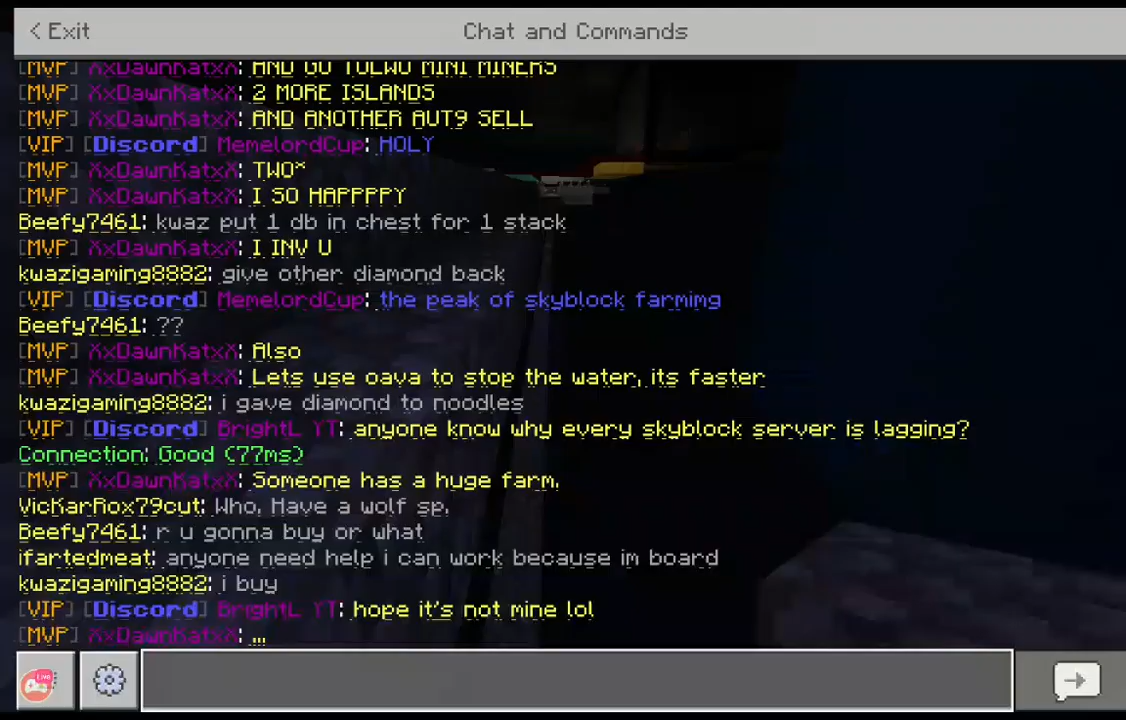 < Exit
Chat and Commands
[MVP] XxDawnKatxX: AND GO TOLWO MINI MINERS
[MVP] XxDawnKatxX: 2 MORE ISLANDS
[MVP] XxDawnKatxX: AND ANOTHER AUT9 SELL
[VIP] [Discord] MemelordCup: HOLY
[MVP] XxDawnKatxX: TWO*
[MVP] XxDawnKatxX: I SO HAPPPPY
Beefy7461: kwaz put 1 db in chest for 1 stack
[MVP] XxDawnKatxX: I INV U
kwazigaming8882: give other diamond back
[VIP] [Discord] MemelordCup: the peak of skyblock farmimg
Beefy7461: ??
[MVP] XxDawnKatxX: Also
[MVP] XxDawnKatxX: Lets use oava to stop the water, its faster
kwazigaming8882: i gave diamond to noodles
[VIP] [Discord] BrightL YT: anyone know why every skyblock server is lagging?
Connection: Good (77ms)
[MVP] XxDawnKatxX: Someone has a huge farm.
VicKarRox79cut: Who, Have a wolf sp.
Beefy7461: r u gonna buy or what
ifartedmeat: anyone need help i can work because im board
kwazigaming8882: i buy
[VIP] [Discord] BrightL YT: hope it's not mine lol
[MVP] XxDawnKatxX: ...
LIVE